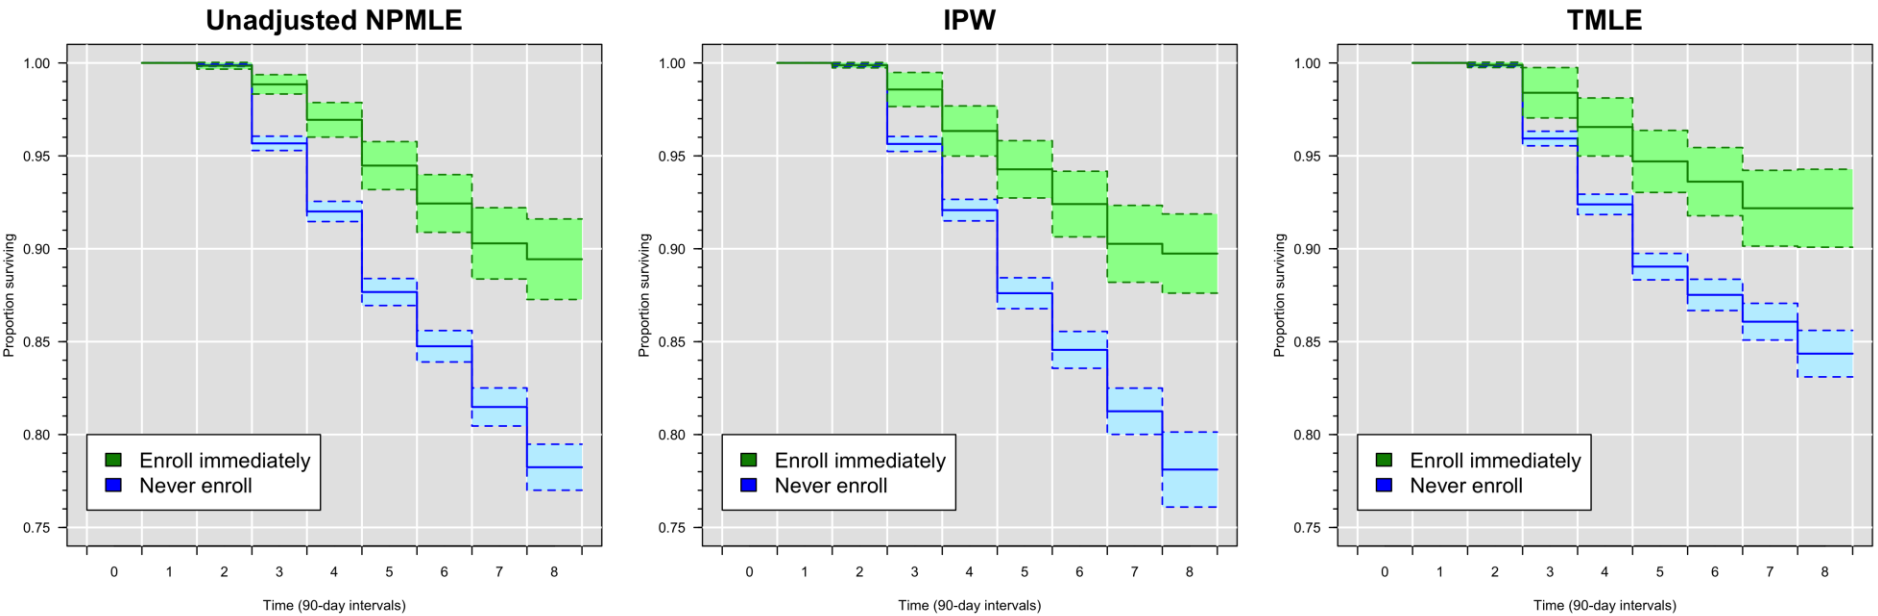 Unadjusted NPMLE
1.00
0.95
0.90
0.85
0.80
0.75
Proportion surviving
Enroll immediately
Never enroll
0 1 2 3 4 5 6 7 8
Time (90-day intervals)
IPW
1.00
0.95
0.90
0.85
0.80
0.75
Proportion surviving
Enroll immediately
Never enroll
0 1 2 3 4 5 6 7 8
Time (90-day intervals)
TMLE
1.00
0.95
0.90
0.85
0.80
0.75
Proportion surviving
Enroll immediately
Never enroll
0 1 2 3 4 5 6 7 8
Time (90-day intervals)